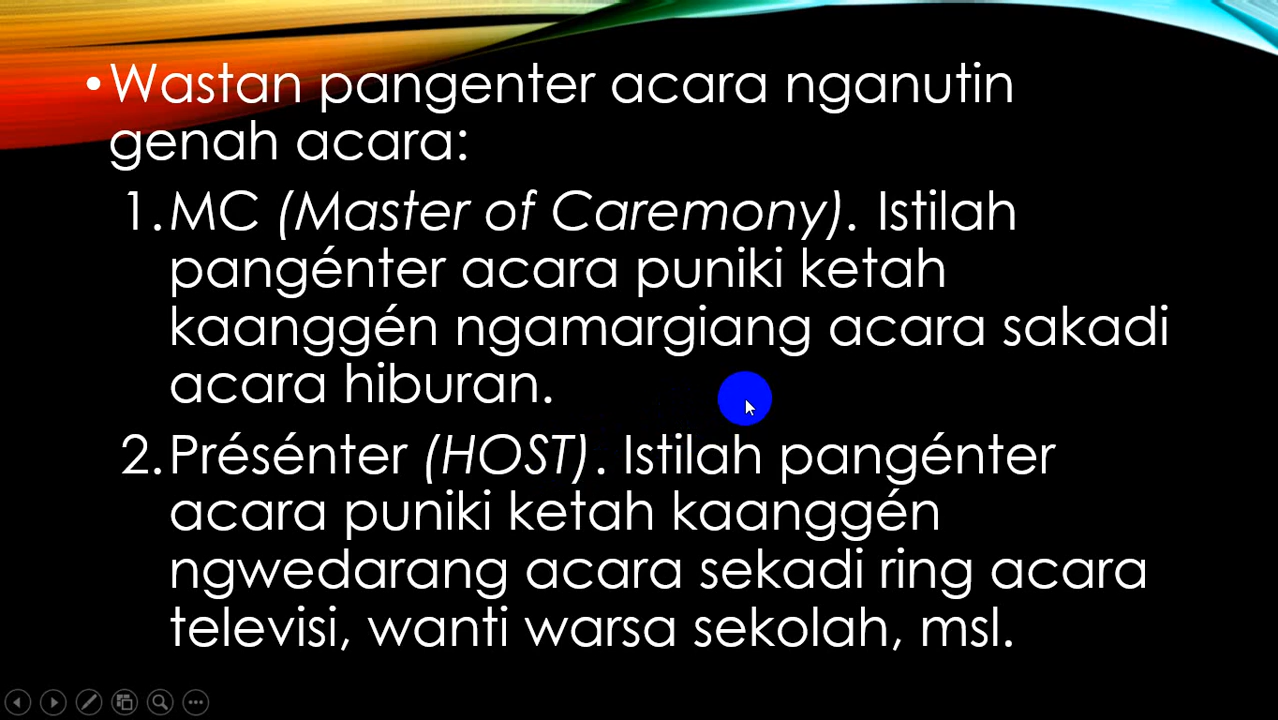 •Wastan pangenter acara nganutin
genah acara:
1.MC (Master of Caremony). Istilah
pangénter acara puniki ketah
kaanggén ngamargiang acara sakadi
acara hiburan.
2.Présénter (HOST). Istilah pangénter
acara puniki ketah kaanggén
ngwedarang acara sekadi ring acara
televisi, wanti warsa sekolah, msl.